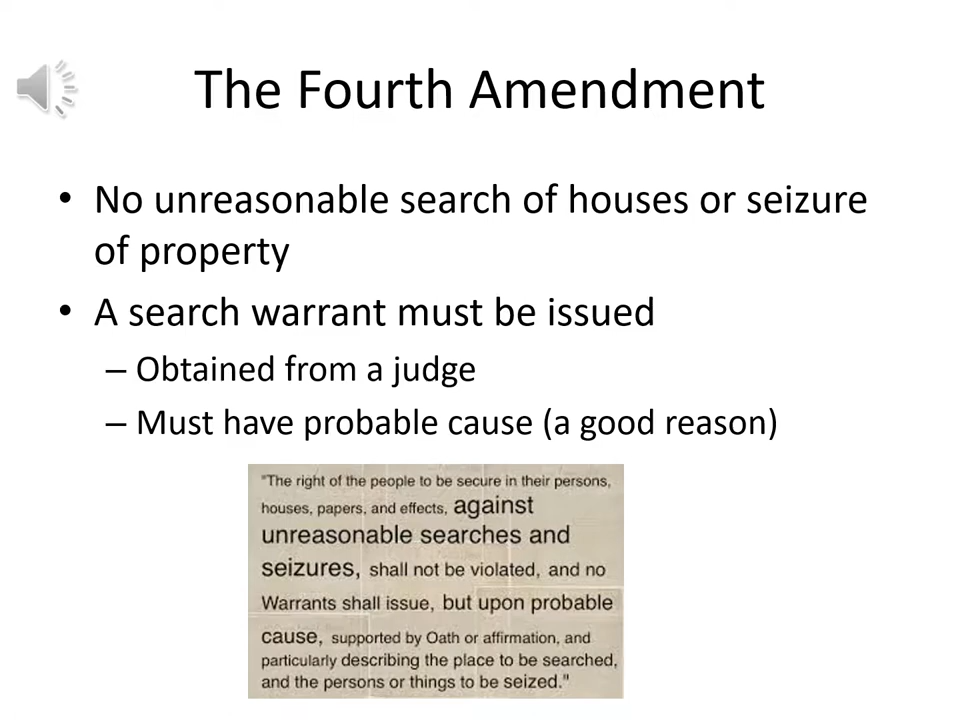 The Fourth Amendment
• No unreasonable search of houses or seizure
of property
• A search warrant must be issued
– Obtained from a judge
– Must have probable cause (a good reason)
"The right of the people to be secure in their persons,
houses, papers, and effects, against
unreasonable searches and
seizures, shall not be violated, and no
Warrants shall issue, but upon probable
cause, supported by Oath or affirmation, and
particularly describing the place to be searched,
and the persons or things to be seized."